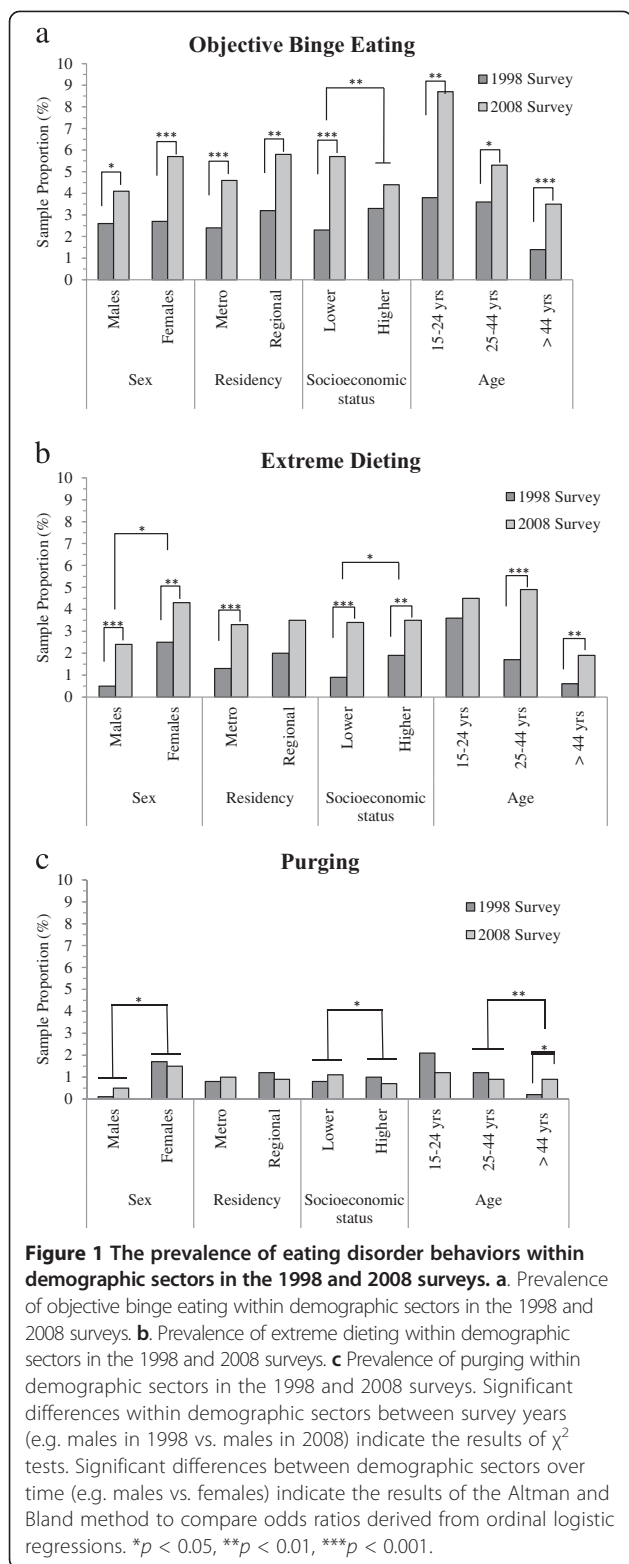 a
Objective Binge Eating
10
9
8
7
6
5
4
3
2
1
0
Sample Proportion (%)
1998 Survey
2008 Survey
*
***
***
**
***
**
**
*
***
Males
Females
Metro
Regional
Lower
Higher
15-24 yrs
25-44 yrs
> 44 yrs
Sex
Residency
Socioeconomic
status
Age
b
Extreme Dieting
10
9
8
7
6
5
4
3
2
1
0
Sample Proportion (%)
1998 Survey
2008 Survey
***
*
**
***
***
*
**
***
**
Males
Females
Metro
Regional
Lower
Higher
15-24 yrs
25-44 yrs
> 44 yrs
Sex
Residency
Socioeconomic
status
Age
c
Purging
10
9
8
7
6
5
4
3
2
1
0
Sample Proportion (%)
1998 Survey
2008 Survey
*
*
**
*
Males
Females
Metro
Regional
Lower
Higher
15-24 yrs
25-44 yrs
> 44 yrs
Sex
Residency
Socioeconomic
status
Age
Figure 1 The prevalence of eating disorder behaviors within
demographic sectors in the 1998 and 2008 surveys. a. Prevalence
of objective binge eating within demographic sectors in the 1998 and
2008 surveys. b. Prevalence of extreme dieting within demographic
sectors in the 1998 and 2008 surveys. c Prevalence of purging within
demographic sectors in the 1998 and 2008 surveys. Significant
differences within demographic sectors between survey years
(e.g. males in 1998 vs. males in 2008) indicate the results of χ²
tests. Significant differences between demographic sectors over
time (e.g. males vs. females) indicate the results of the Altman and
Bland method to compare odds ratios derived from ordinal logistic
regressions. *p < 0.05, **p < 0.01, ***p < 0.001.